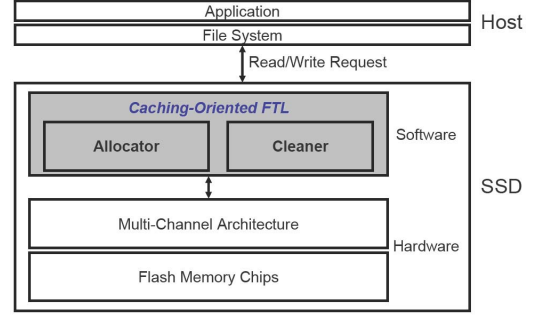 Application
Host
File System
Read/Write Request
Caching-Oriented FTL
Allocator
Cleaner
Software
SSD
Multi-Channel Architecture
Hardware
Flash Memory Chips